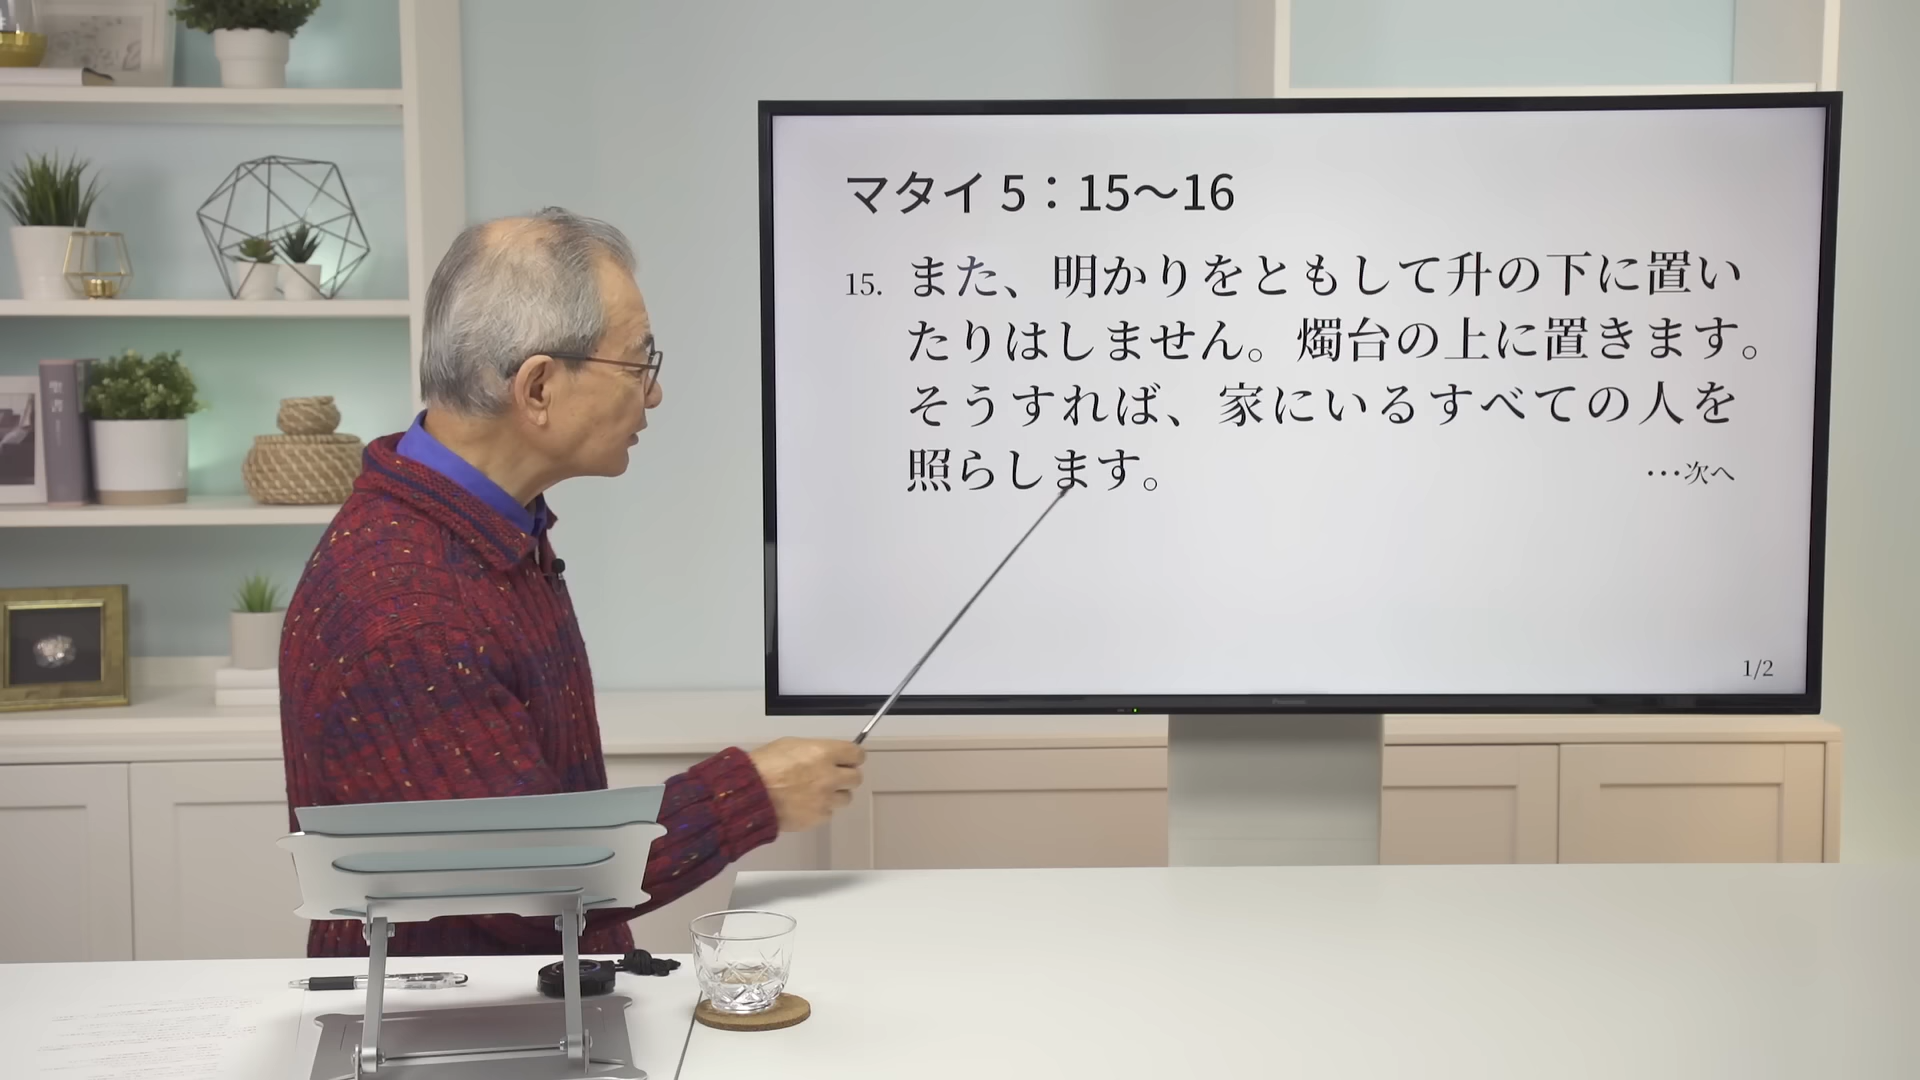 マタイ 5：15〜16
15. また、明かりをともして升の下に置い
たりはしません。燭台の上に置きます。
そうすれば、家にいるすべての人を
照らします。
…次へ
1/2
聖書
Panasonic